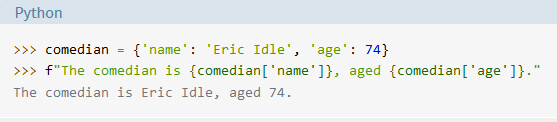 Python
>>> comedian = {'name': 'Eric Idle', 'age': 74}
>>> f"The comedian is {comedian['name']}, aged {comedian['age']}."
The comedian is Eric Idle, aged 74.